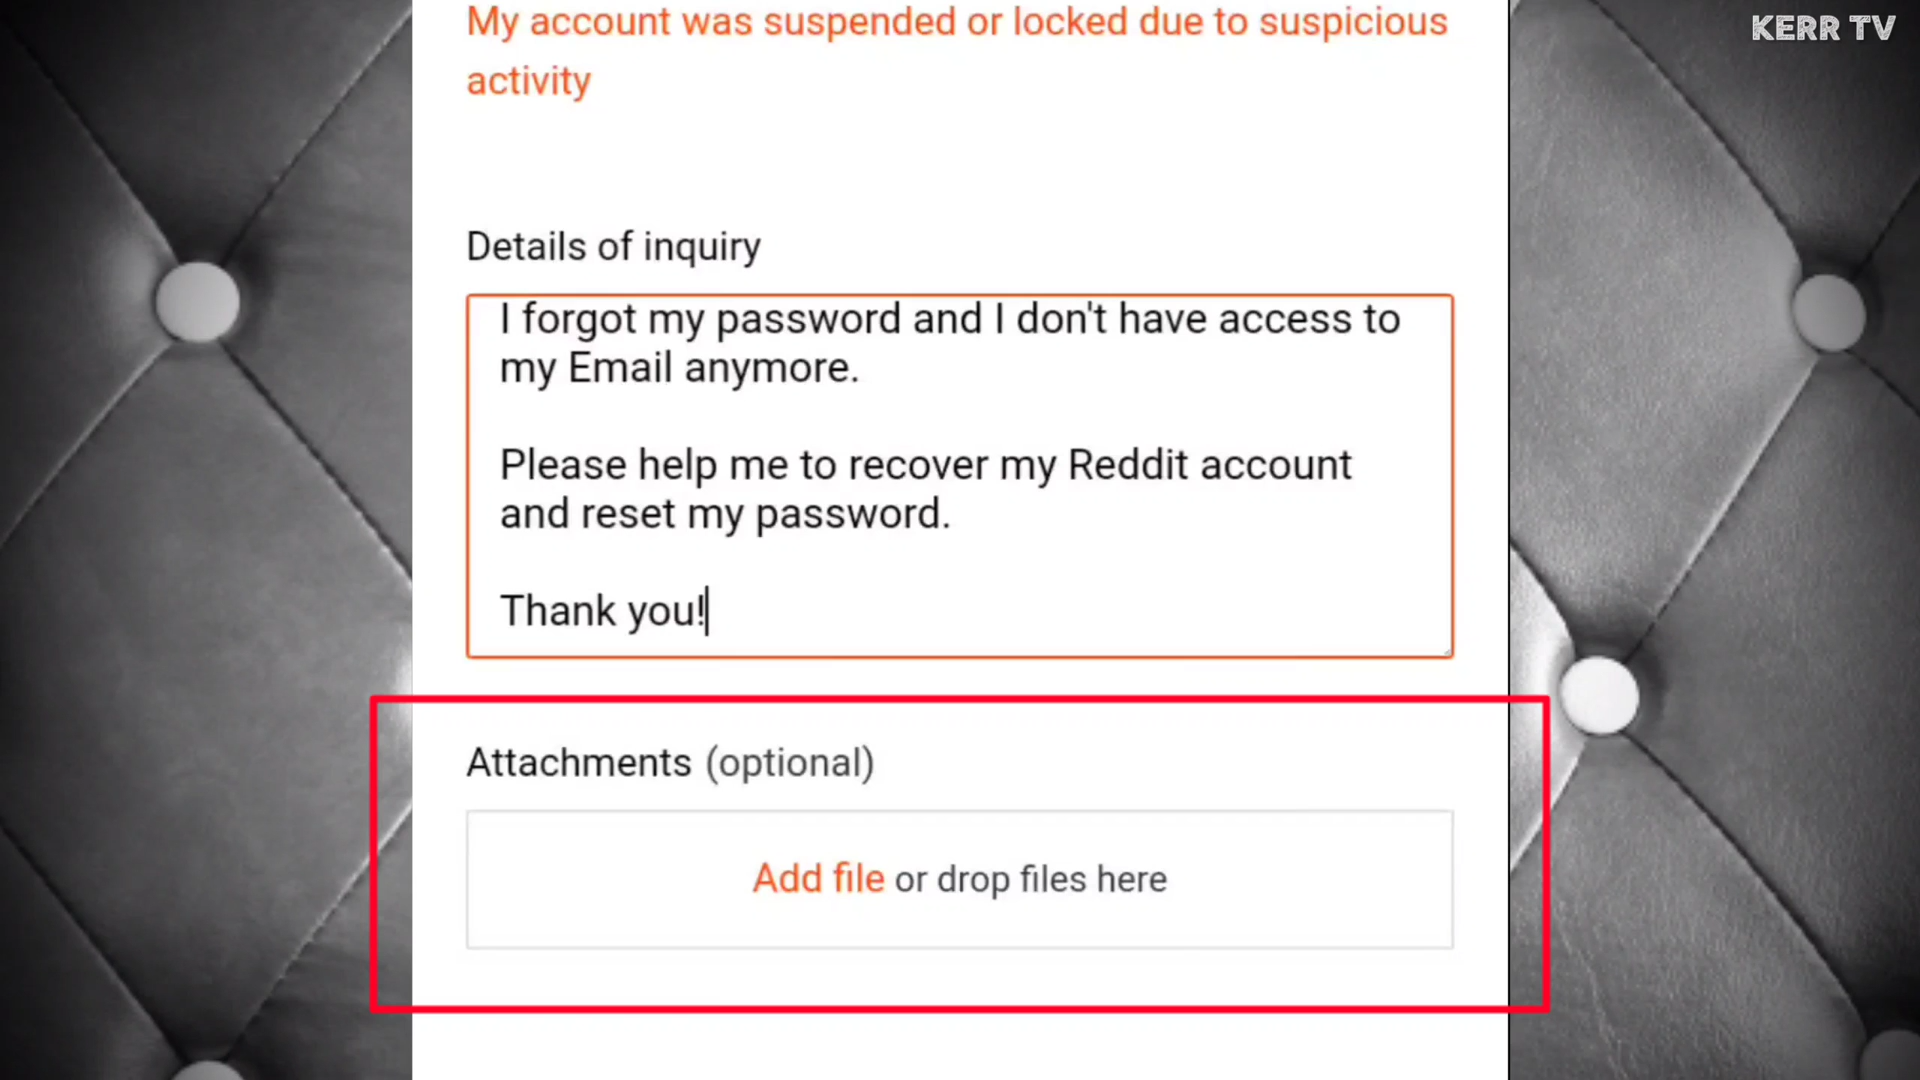 KERR TV
My account was suspended or locked due to suspicious
activity
Details of inquiry
I forgot my password and I don't have access to
my Email anymore.
Please help me to recover my Reddit account
and reset my password.
Thank you!
Attachments (optional)
Add file or drop files here